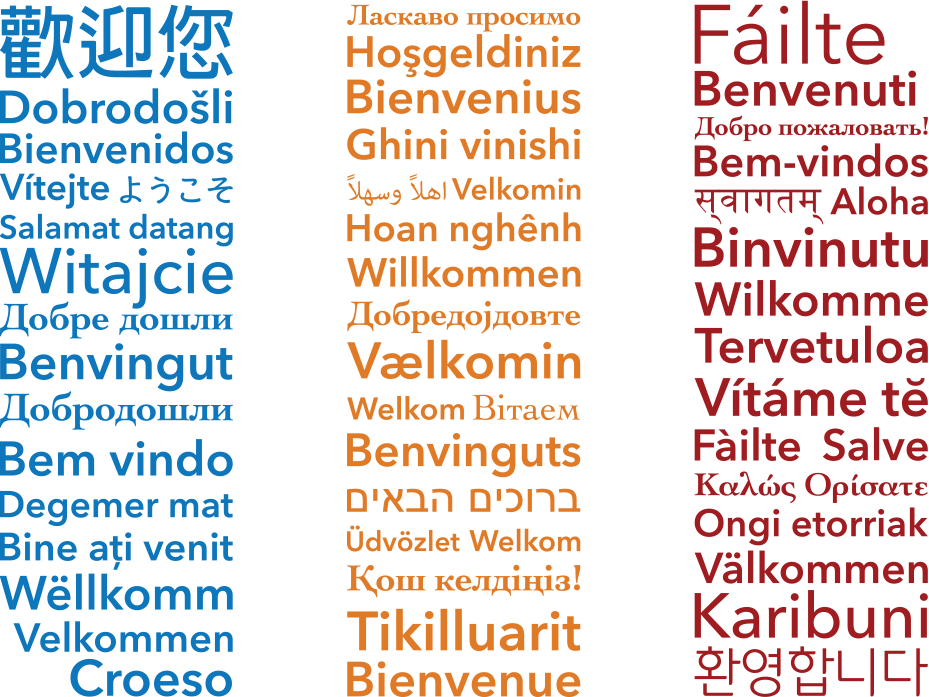 歡迎您
Dobrodošli
Bienvenidos
Vítejte ようこそ
Salamat datang
Witajcie
Добре дошли
Benvingut
Добродошли
Bem vindo
Degemer mat
Bine ați venit
Wëllkomm
Velkommen
Croeso
Ласкаво просимо
Hoşgeldiniz
Bienvenius
Ghini vinishi
اهلاً وسهلاً Velkomin
Hoan nghênh
Willkommen
Добредојдовте
Vælkomin
Welkom Вітаем
Benvinguts
ברוכים הבאים
Üdvözlet Welkom
Қош келдіңіз!
Tikilluarit
Bienvenue
Fáilte
Benvenuti
Добро пожаловать!
Bem-vindos
स्वागतम् Aloha
Binvinutu
Wilkomme
Tervetuloa
Vítáme tĕ
Fàilte Salve
Καλώς Ορίσατε
Ongi etorriak
Välkommen
Karibuni
환영합니다